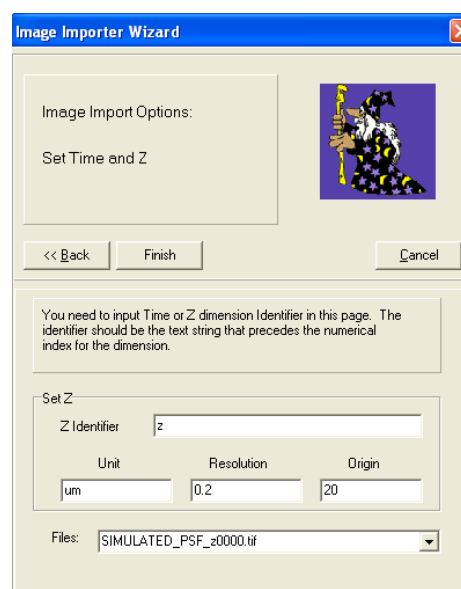 Image Importer Wizard
Image Import Options:
Set Time and Z
<< Back
Finish
Cancel
You need to input Time or Z dimension Identifier in this page. The
identifier should be the text string that precedes the numerical
index for the dimension.
Set Z
Z Identifier
z
Unit
Resolution
Origin
um
0.2
20
Files:
SIMULATED_PSF_z0000.tif